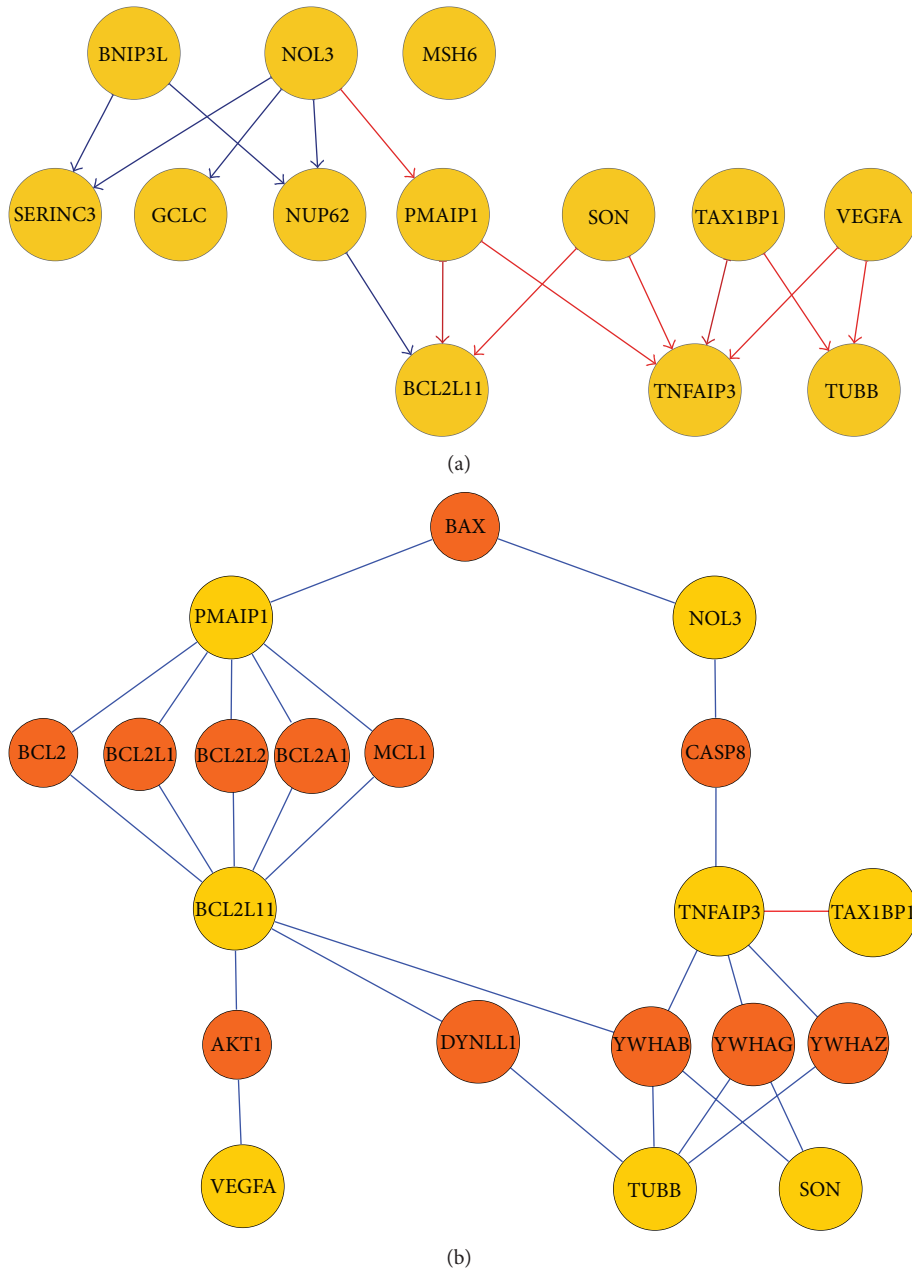 BNIP3L
NOL3
MSH6
SERINC3
GCLC
NUP62
PMAIP1
SON
TAX1BP1
VEGFA
BCL2L11
TNFAIP3
TUBB
(a)
BAX
PMAIP1
NOL3
BCL2
BCL2L1
BCL2L2
BCL2A1
MCL1
CASP8
BCL2L11
TNFAIP3
TAX1BP1
AKT1
DYNLL1
YWHAB
YWHAG
YWHAZ
VEGFA
TUBB
SON
(b)